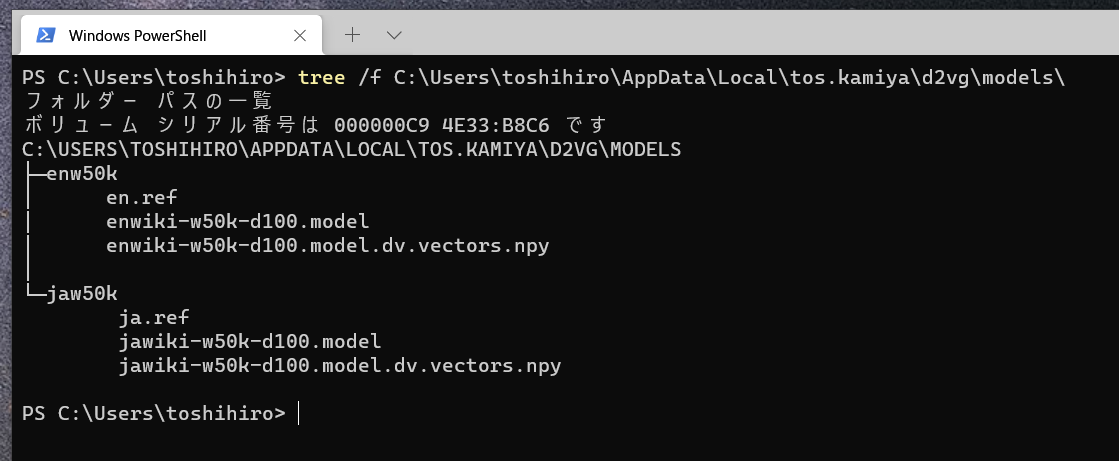 Windows PowerShell
PS C:\Users\toshihiro> tree /f C:\Users\toshihiro\AppData\Local\tos.kamiya\d2vg\models\
フォルダー パスの一覧
ボリューム シリアル番号は 000000C9 4E33:B8C6 です
C:\USERS\TOSHIHIRO\APPDATA\LOCAL\TOS.KAMIYA\D2VG\MODELS
├─enw50k
│      en.ref
│      enwiki-w50k-d100.model
│      enwiki-w50k-d100.model.dv.vectors.npy
│
└─jaw50k
        ja.ref
        jawiki-w50k-d100.model
        jawiki-w50k-d100.model.dv.vectors.npy
PS C:\Users\toshihiro>